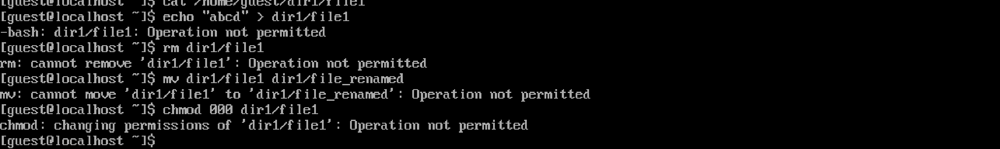 [guest@localhost ~]$ cat /home/guest/dir1/file1
[guest@localhost ~]$ echo "abcd" > dir1/file1
-bash: dir1/file1: Operation not permitted
[guest@localhost ~]$ rm dir1/file1
rm: cannot remove 'dir1/file1': Operation not permitted
[guest@localhost ~]$ mv dir1/file1 dir1/file_renamed
mv: cannot move 'dir1/file1' to 'dir1/file_renamed': Operation not permitted
[guest@localhost ~]$ chmod 000 dir1/file1
chmod: changing permissions of 'dir1/file1': Operation not permitted
[guest@localhost ~]$